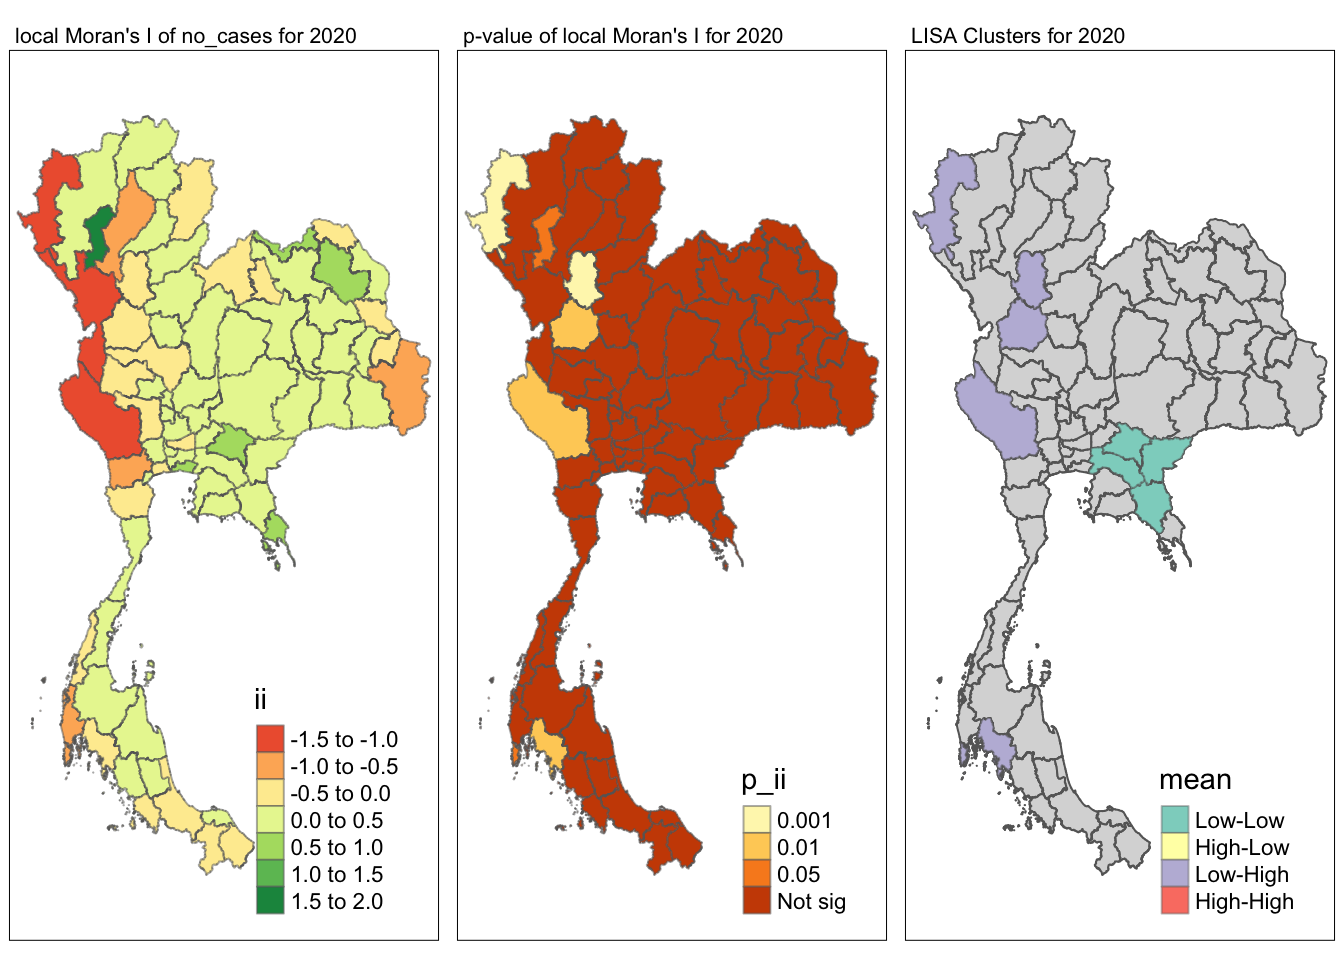 local Moran's I of no_cases for 2020
p-value of local Moran's I for 2020
LISA Clusters for 2020
ii
-1.5 to -1.0
-1.0 to -0.5
-0.5 to 0.0
0.0 to 0.5
0.5 to 1.0
1.0 to 1.5
1.5 to 2.0
p_ii
0.001
0.01
0.05
Not sig
mean
Low-Low
High-Low
Low-High
High-High